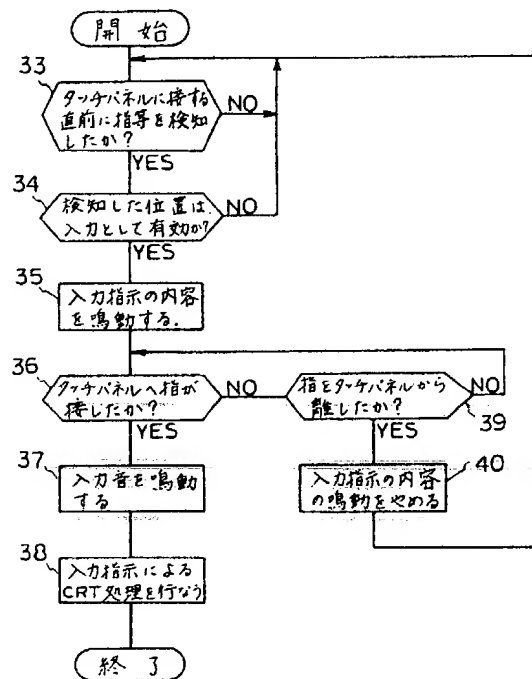 開始
33
タッチパネルに接する
直前に指等を検知
したか?
NO
YES
34
検知した位置は
入力として有効か?
NO
YES
35
入力指示の内容
を鳴動する.
36
タッチパネルへ指が
接したか?
NO
YES
指をタッチパネルから
離したか?
NO
39
YES
37
入力音を鳴動
する
40
入力指示の内容
の鳴動をやめる
38
入力指示による
CRT処理を行なう
終了